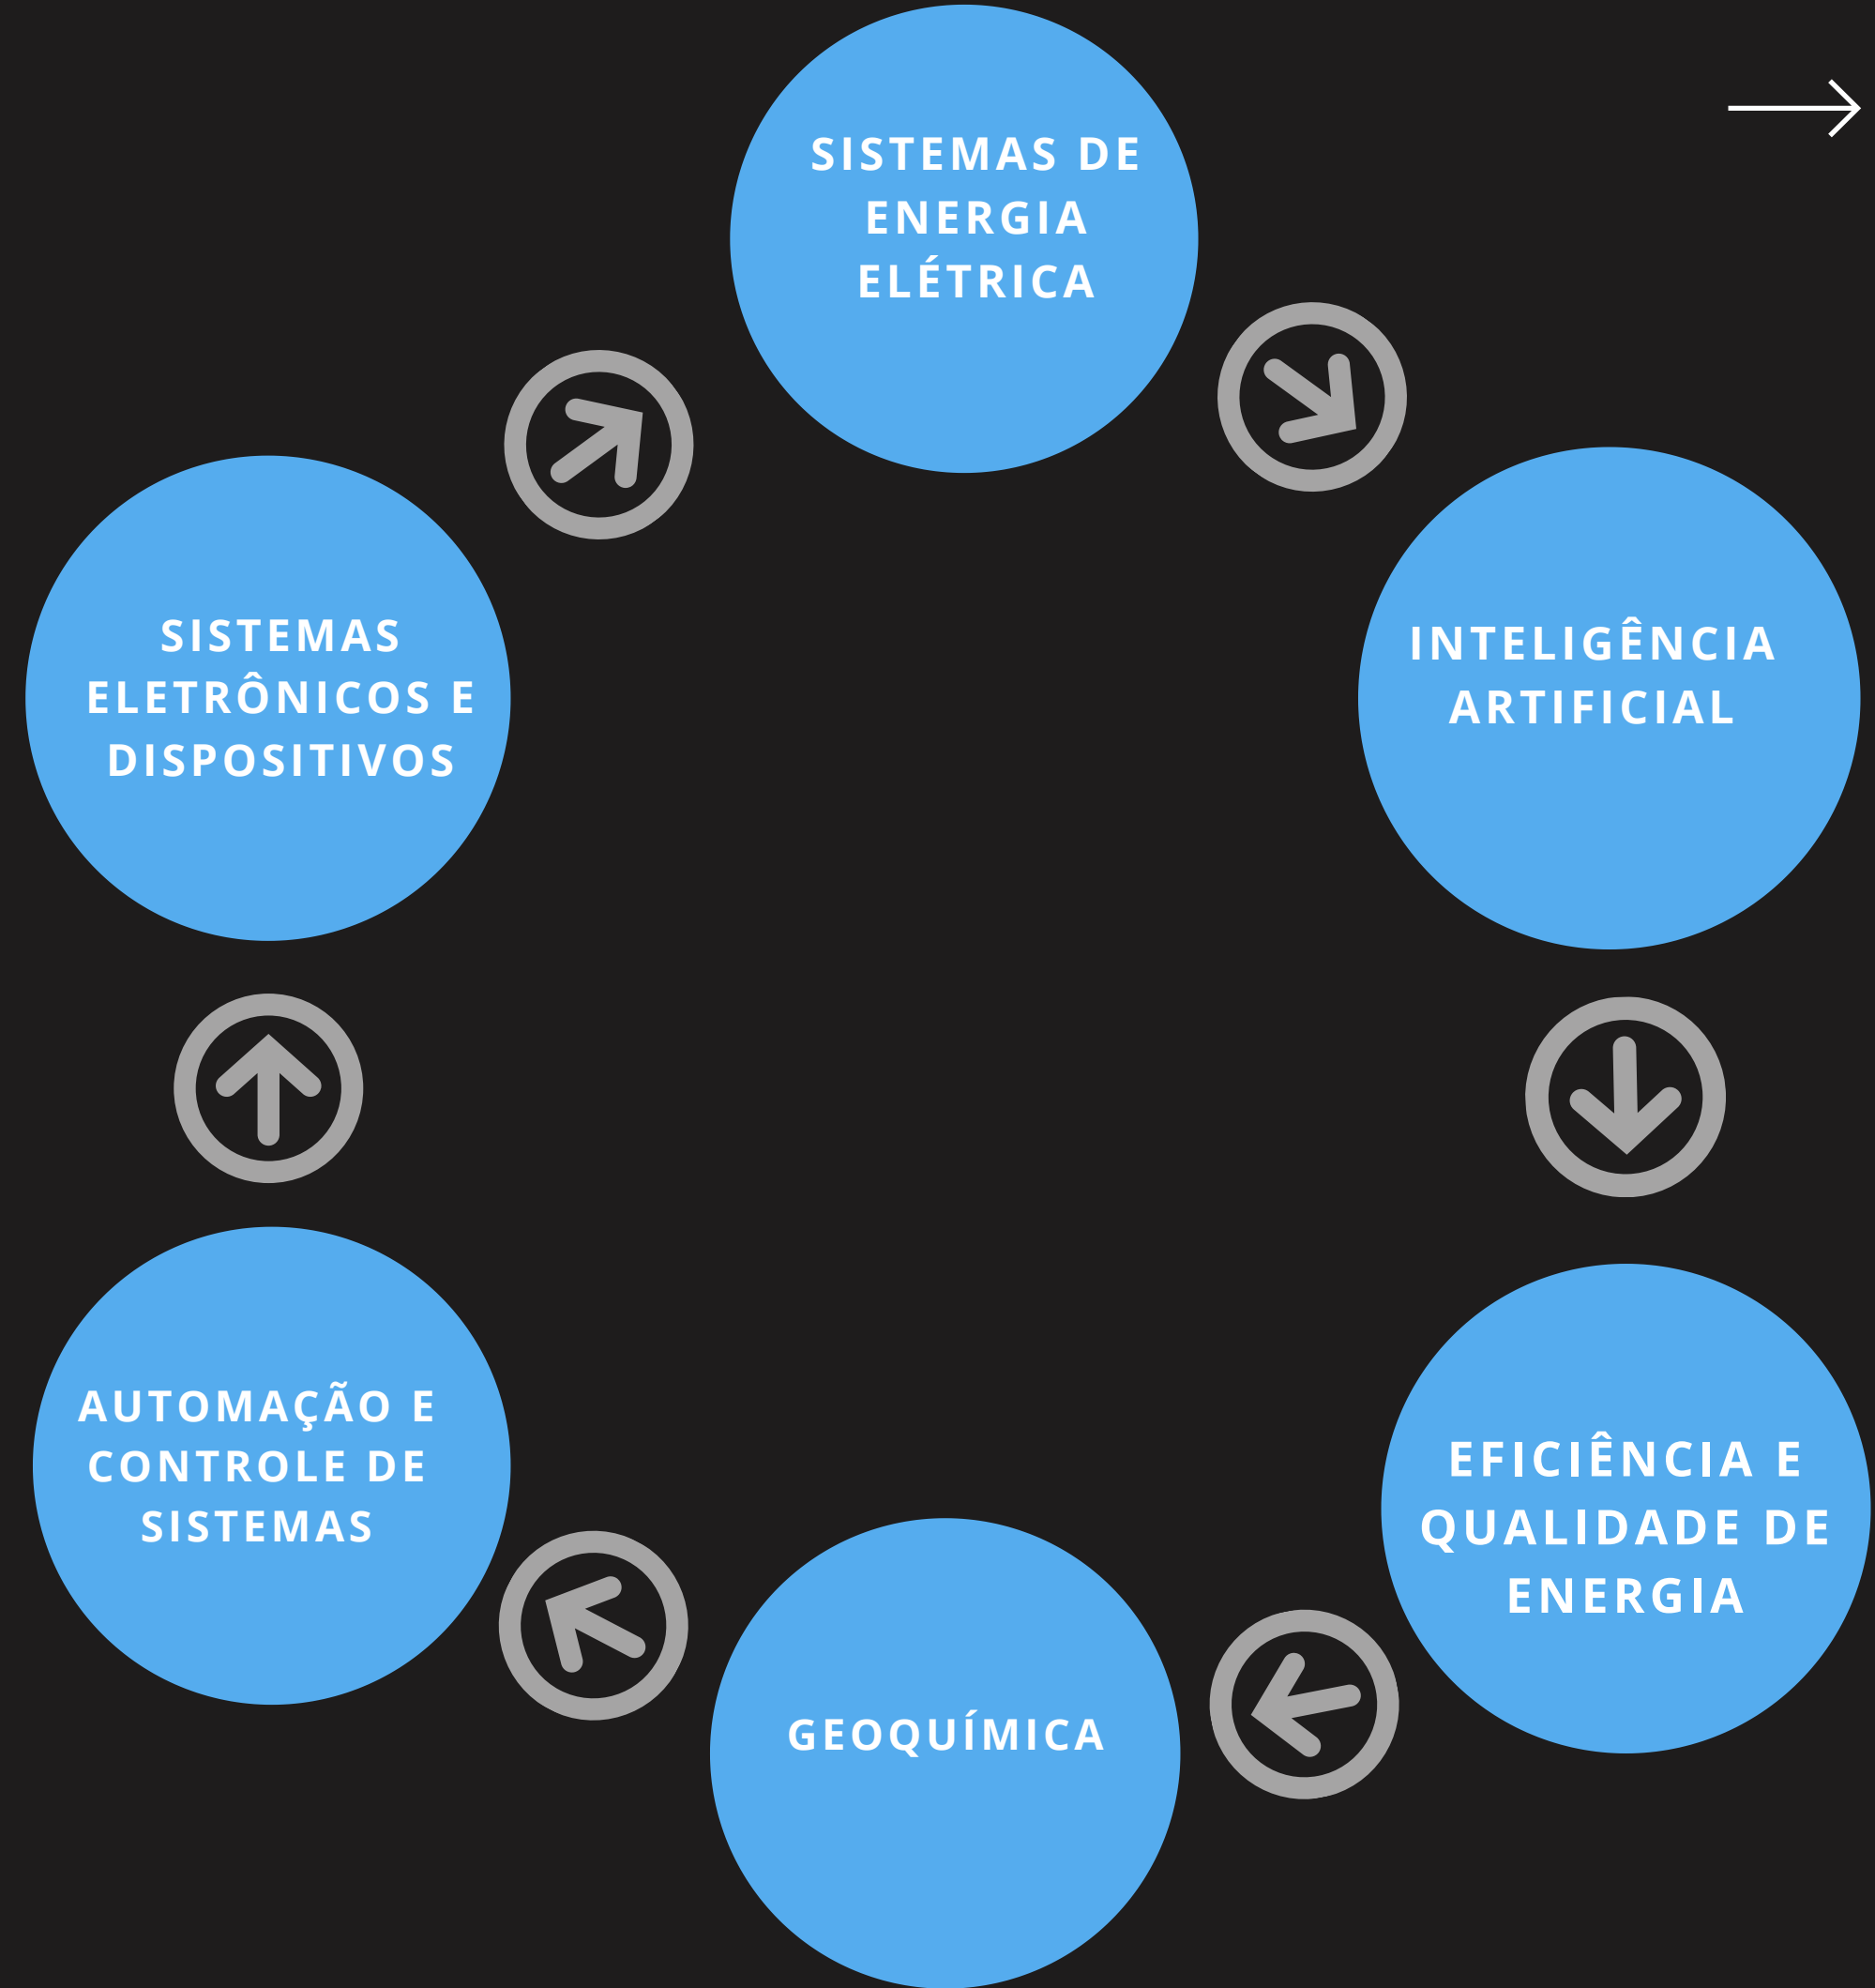 SISTEMAS DE
ENERGIA
ELÉTRICA
INTELIGÊNCIA
ARTIFICIAL
EFICIÊNCIA E
QUALIDADE DE
ENERGIA
GEOQUÍMICA
AUTOMAÇÃO E
CONTROLE DE
SISTEMAS
SISTEMAS
ELETRÔNICOS E
DISPOSITIVOS